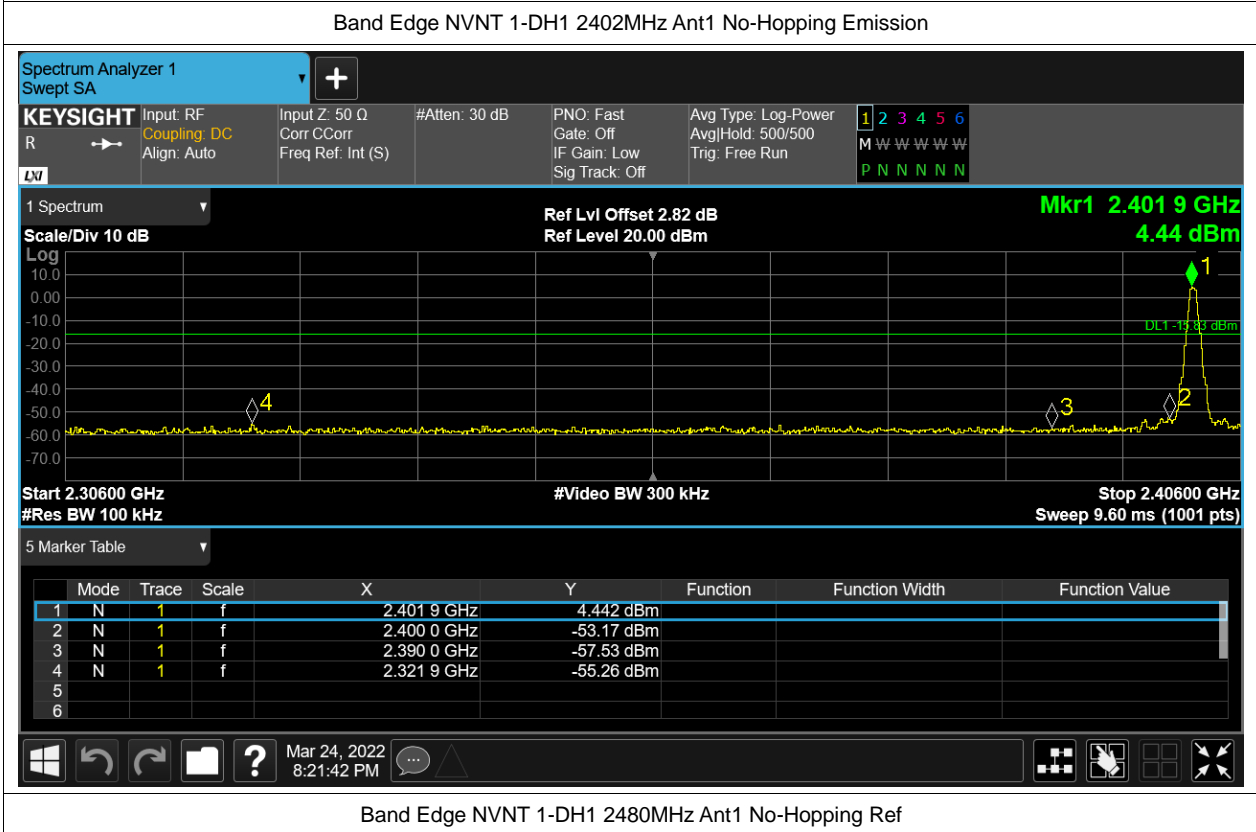 Band Edge NVNT 1-DH1 2402MHz Ant1 No-Hopping Emission
Spectrum Analyzer 1
Swept SA
KEYSIGHT
R
LXI
Input: RF
Coupling: DC
Align: Auto
Input Z: 50 Ω
Corr CCorr
Freq Ref: Int (S)
#Atten: 30 dB
PNO: Fast
Gate: Off
IF Gain: Low
Sig Track: Off
Avg Type: Log-Power
Avg|Hold: 500/500
Trig: Free Run
1 2 3 4 5 6
M W W W W W
P N N N N N
1 Spectrum
Scale/Div 10 dB
Ref Lvl Offset 2.82 dB
Ref Level 20.00 dBm
Mkr1 2.401 9 GHz
4.44 dBm
Log
10.0
0.00
-10.0
-20.0
-30.0
-40.0
-50.0
-60.0
-70.0
1
DL1 -15.83 dBm
4
3
2
Start 2.30600 GHz
#Res BW 100 kHz
#Video BW 300 kHz
Stop 2.40600 GHz
Sweep 9.60 ms (1001 pts)
5 Marker Table
Mode Trace Scale X Y Function Function Width Function Value
1 N 1 f 2.401 9 GHz 4.442 dBm
2 N 1 f 2.400 0 GHz -53.17 dBm
3 N 1 f 2.390 0 GHz -57.53 dBm
4 N 1 f 2.321 9 GHz -55.26 dBm
5
6
?
Mar 24, 2022
8:21:42 PM
Band Edge NVNT 1-DH1 2480MHz Ant1 No-Hopping Ref